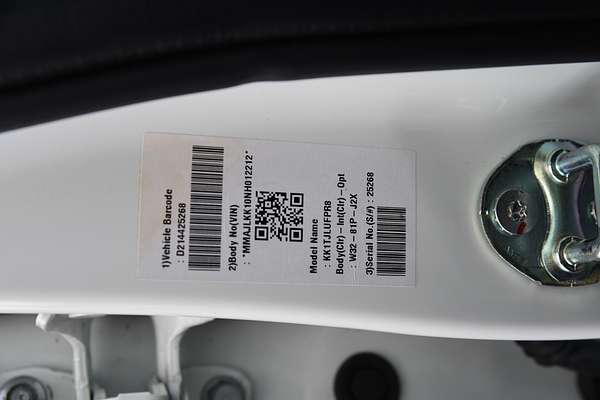 1)Vehicle Barcode
: D214425268
2)Body No(VIN)
: *MMAJLKK10NH012212*
Model Name
: KK1TJLUFPR8
Body(Clr) - Int(Clr) - Opt
: W32 - 81P - J2X
3)Serial No.(S/#) : 25268